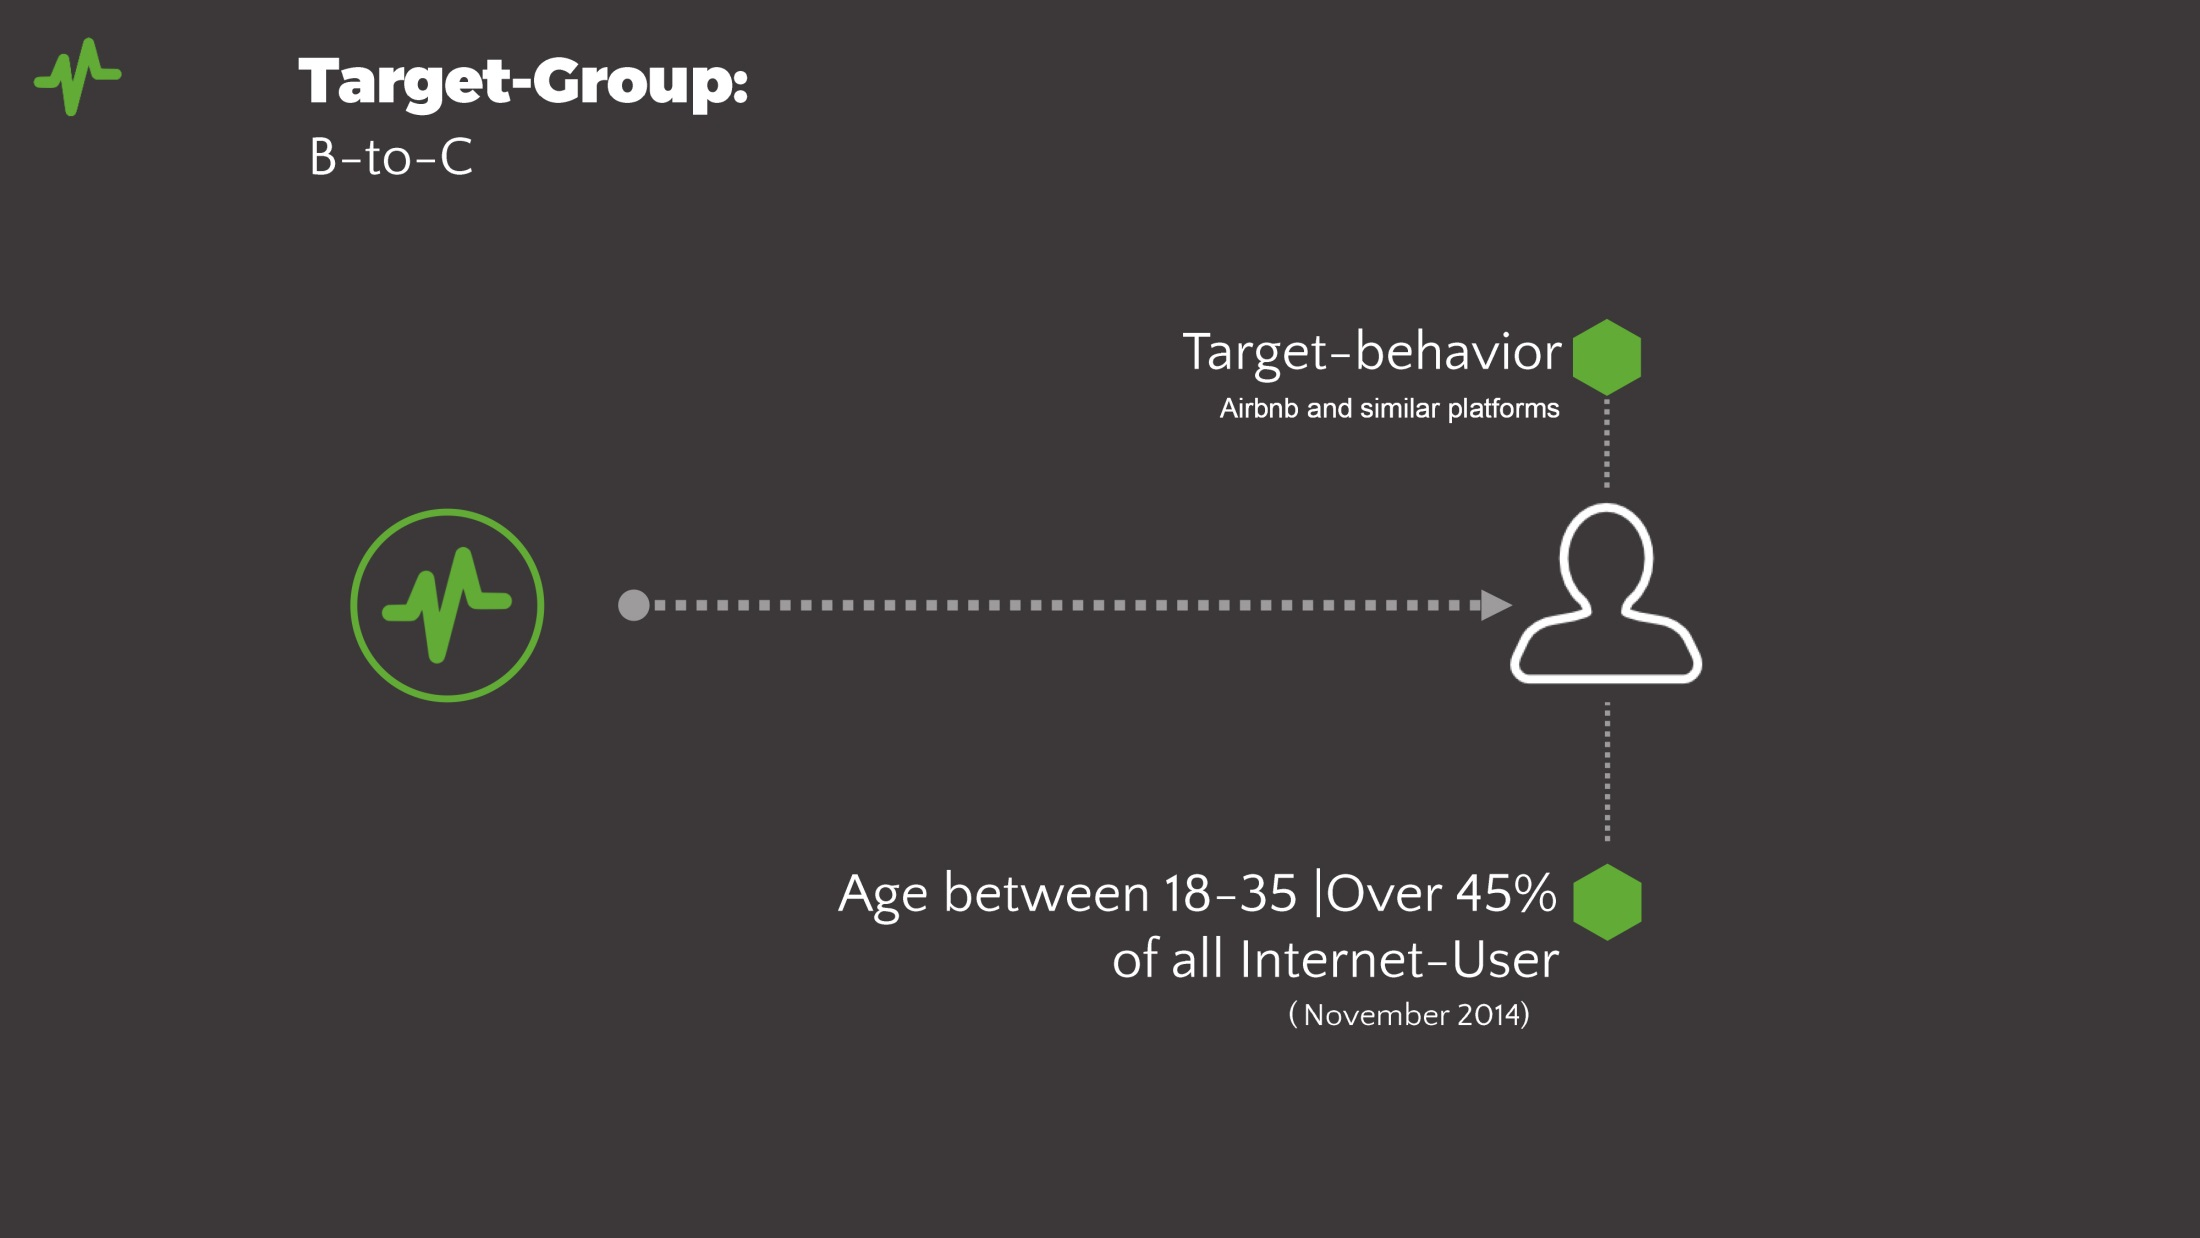 Target-Group:
B-to-C
Target-behavior
Airbnb and similar platforms
Age between 18-35 |Over 45%
of all Internet-User
( November 2014)